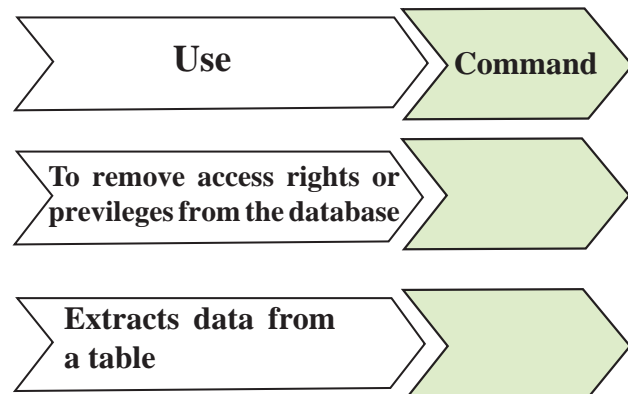 Use
Command
To remove access rights or
previleges from the database
Extracts data from
a table